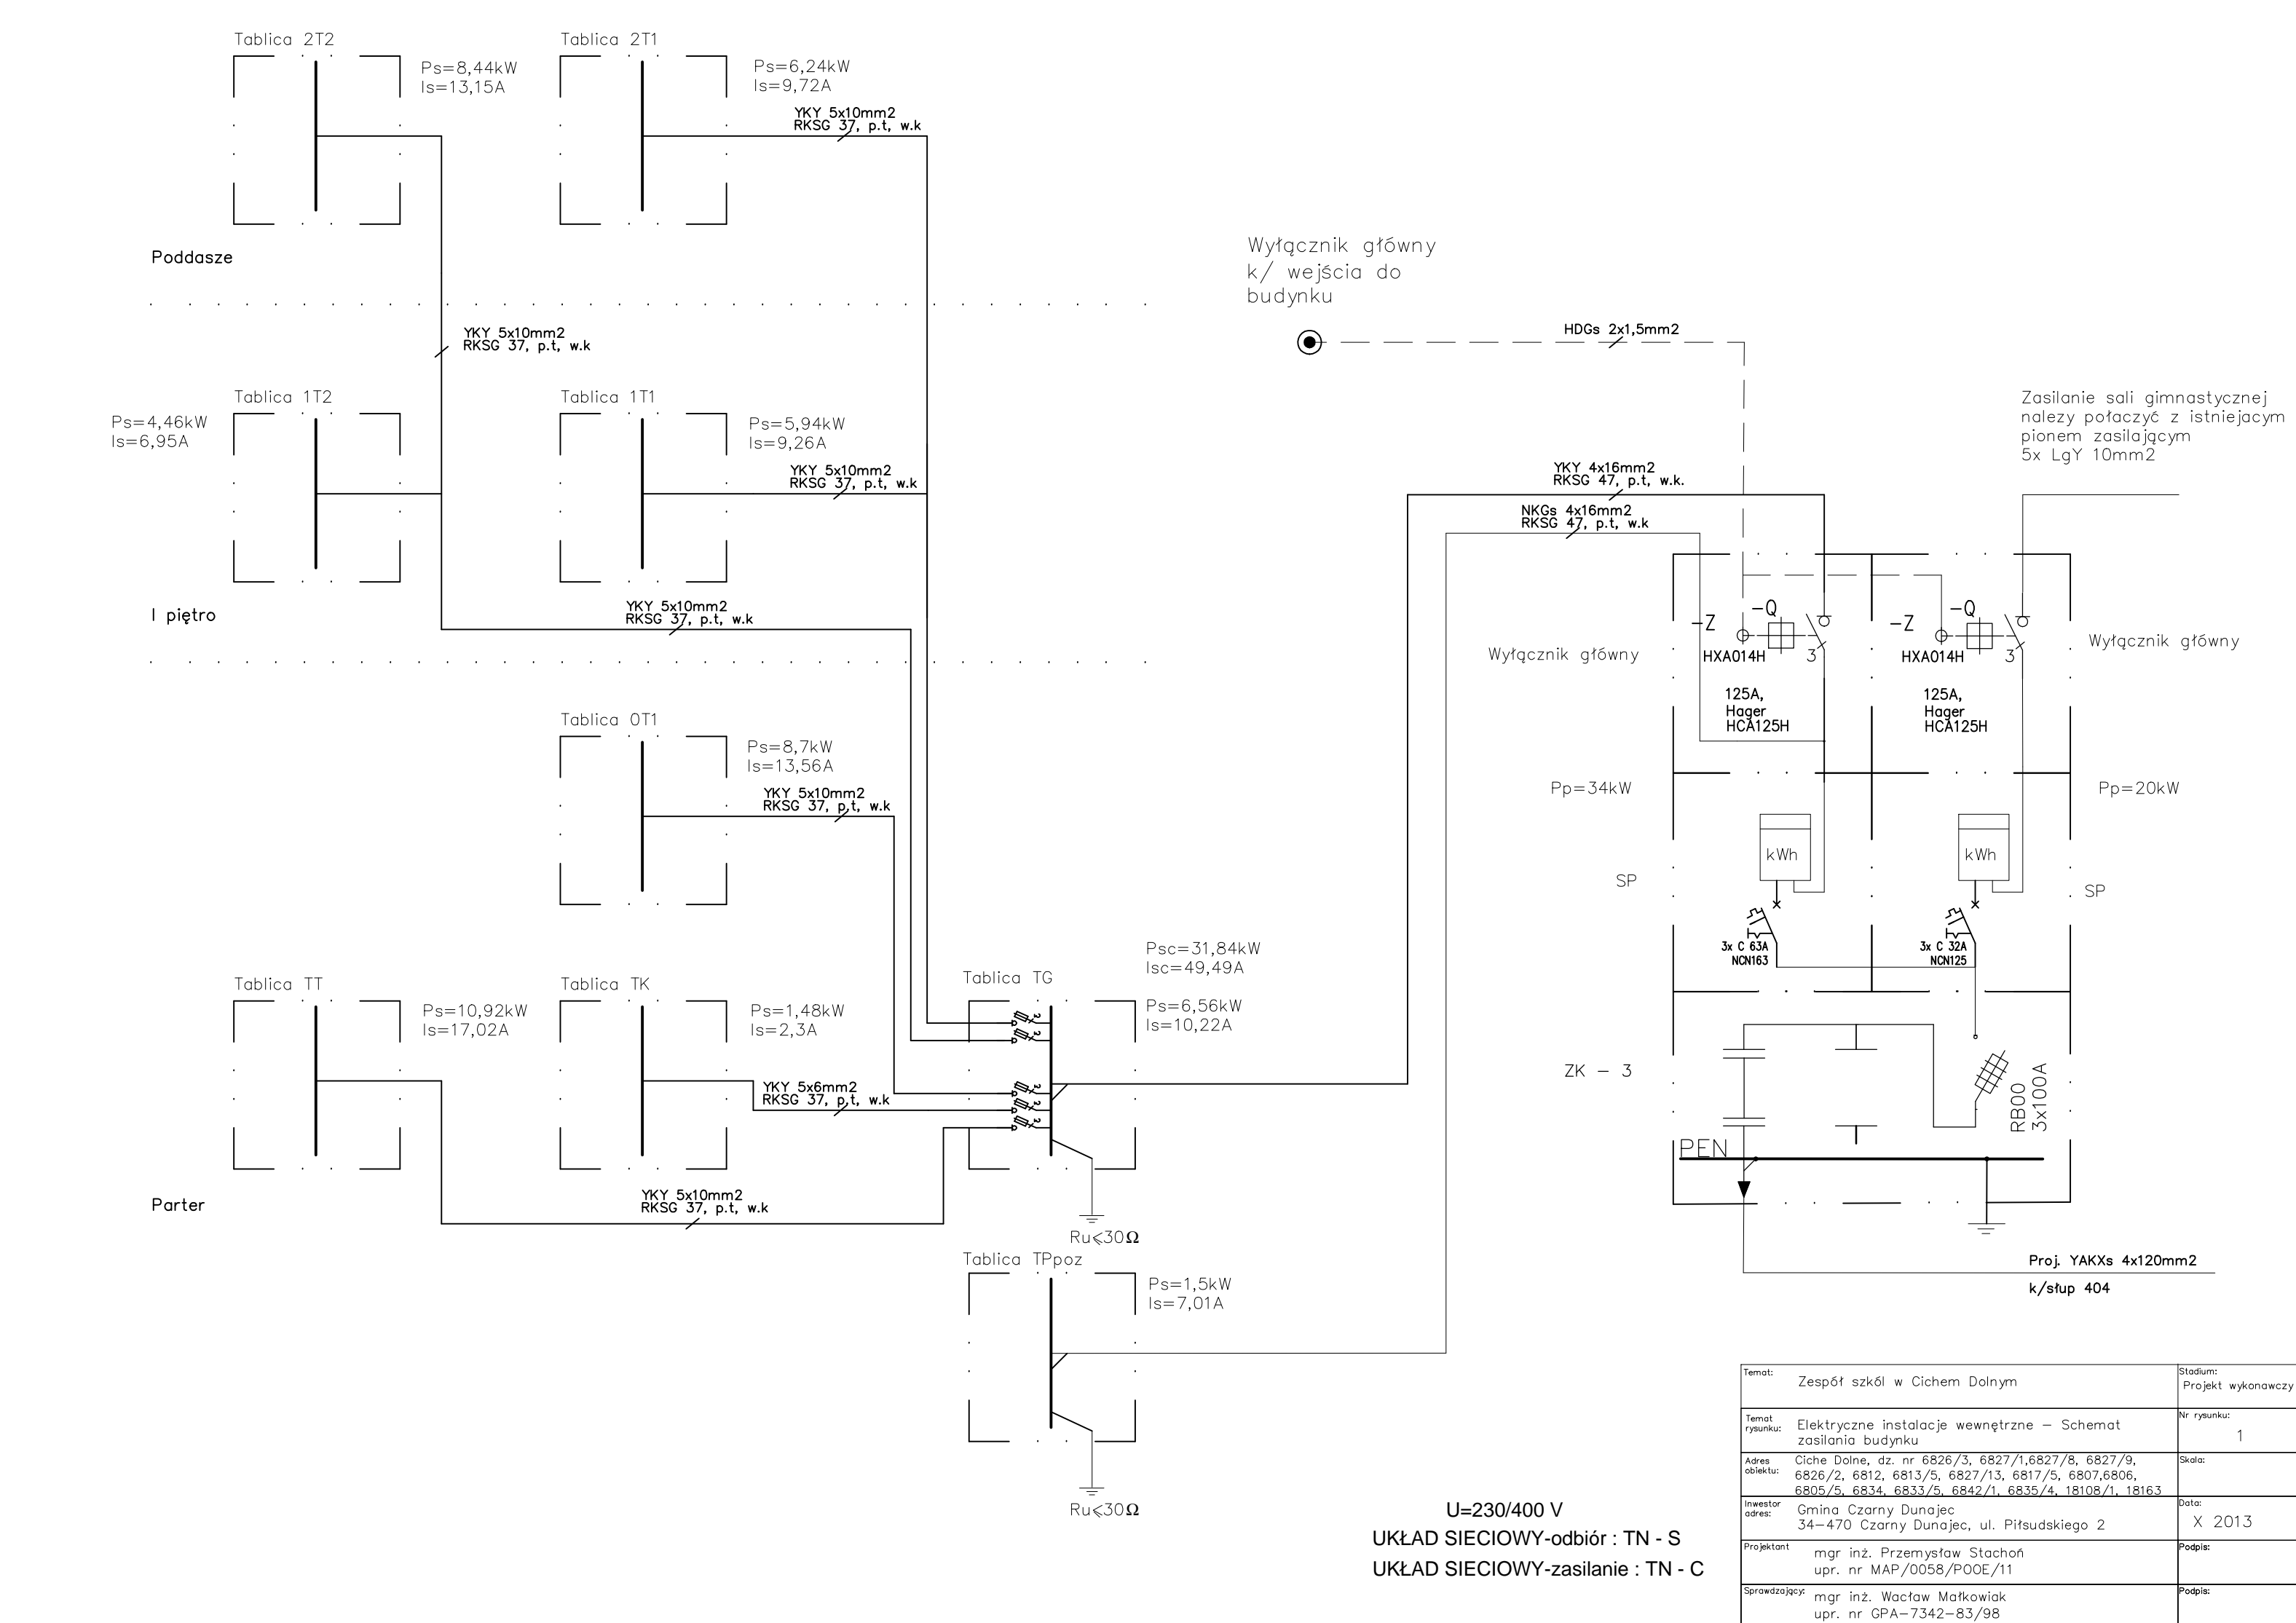 Tablica 2T2
Ps=8,44kW
Is=13,15A
Tablica 2T1
Ps=6,24kW
Is=9,72A
YKY 5x10mm2
RKSG 37, p.t, w.k
Poddasze
YKY 5x10mm2
RKSG 37, p.t, w.k
Tablica 1T2
Ps=4,46kW
Is=6,95A
Tablica 1T1
Ps=5,94kW
Is=9,26A
YKY 5x10mm2
RKSG 37, p.t, w.k
I piętro
YKY 5x10mm2
RKSG 37, p.t, w.k
Tablica 0T1
Ps=8,7kW
Is=13,56A
YKY 5x10mm2
RKSG 37, p.t, w.k
Tablica TT
Ps=10,92kW
Is=17,02A
Tablica TK
Ps=1,48kW
Is=2,3A
YKY 5x6mm2
RKSG 37, p.t, w.k
Parter
YKY 5x10mm2
RKSG 37, p.t, w.k
Tablica TG
Psc=31,84kW
Isc=49,49A
Ps=6,56kW
Is=10,22A
Ru⩽30Ω
Tablica TPpoz
Ps=1,5kW
Is=7,01A
Ru⩽30Ω
Wyłącznik główny
k/ wejścia do
budynku
HDGs 2x1,5mm2
YKY 4x16mm2
RKSG 47, p.t, w.k.
NKGs 4x16mm2
RKSG 47, p.t, w.k
Zasilanie sali gimnastycznej
nalezy połaczyć z istniejacym
pionem zasilającym
5x LgY 10mm2
-Z
-Q
HXA014H
3
-Z
-Q
HXA014H
3
Wyłącznik główny
Wyłącznik główny
125A,
Hager
HCA125H
125A,
Hager
HCA125H
Pp=34kW
Pp=20kW
kWh
kWh
SP
SP
3x C 63A
NCN163
3x C 32A
NCN125
ZK - 3
RB00
3x100A
PEN
Proj. YAKXs 4x120mm2
k/słup 404
U=230/400 V
UKŁAD SIECIOWY-odbiór : TN - S
UKŁAD SIECIOWY-zasilanie : TN - C
Temat:
Zespół szkól w Cichem Dolnym
Stadium:
Projekt wykonawczy
Temat
rysunku:
Elektryczne instalacje wewnętrzne - Schemat
zasilania budynku
Nr rysunku:
1
Adres
obiektu:
Ciche Dolne, dz. nr 6826/3, 6827/1,6827/8, 6827/9,
6826/2, 6812, 6813/5, 6827/13, 6817/5, 6807,6806,
6805/5, 6834, 6833/5, 6842/1, 6835/4, 18108/1, 18163
Skala:
Inwestor
adres:
Gmina Czarny Dunajec
34-470 Czarny Dunajec, ul. Piłsudskiego 2
Data:
X 2013
Projektant
mgr inż. Przemysław Stachoń
upr. nr MAP/0058/POOE/11
Podpis:
Sprawdzający:
mgr inż. Wacław Małkowiak
upr. nr GPA-7342-83/98
Podpis: